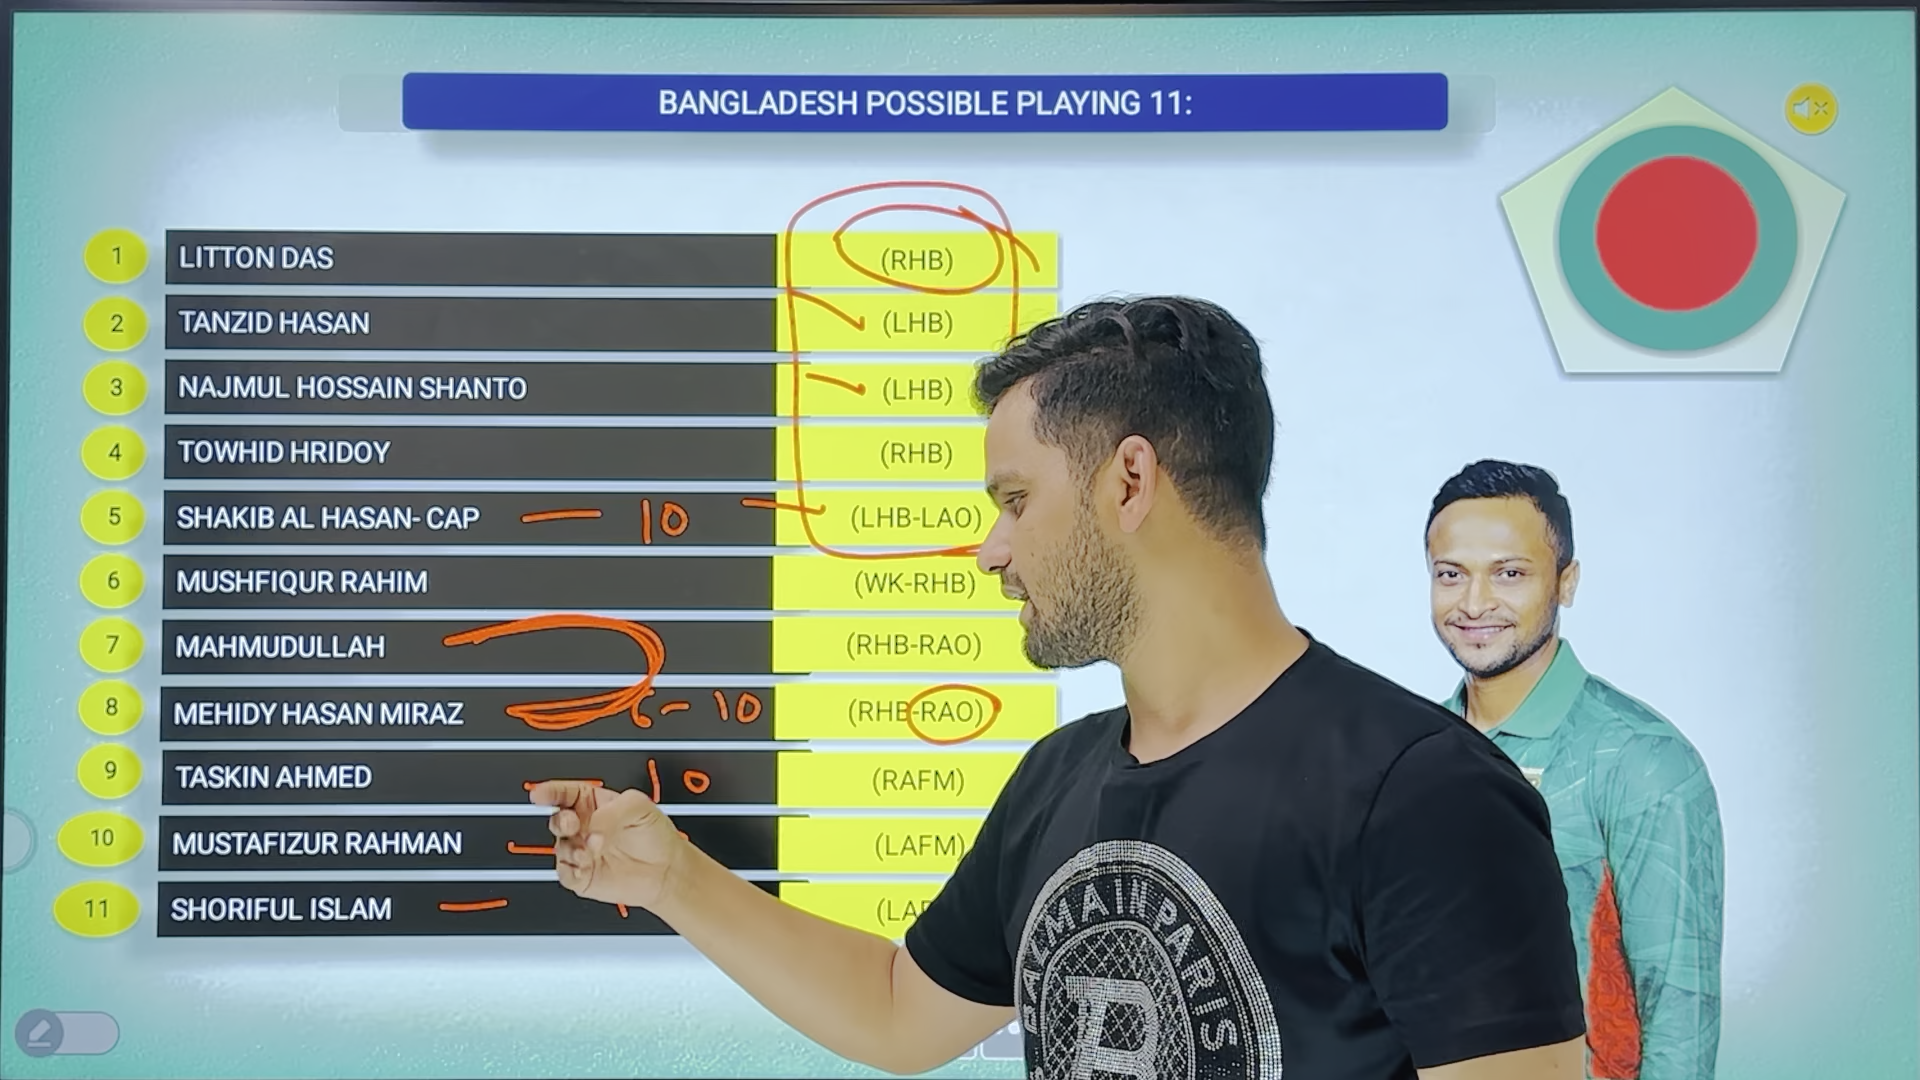 BANGLADESH POSSIBLE PLAYING 11:
1 LITTON DAS (RHB)
2 TANZID HASAN (LHB)
3 NAJMUL HOSSAIN SHANTO (LHB)
4 TOWHID HRIDOY (RHB)
5 SHAKIB AL HASAN- CAP — 10 (LHB-LAO)
6 MUSHFIQUR RAHIM (WK-RHB)
7 MAHMUDULLAH (RHB-RAO)
8 MEHIDY HASAN MIRAZ 6-10 (RHB-RAO)
9 TASKIN AHMED — 10 (RAFM)
10 MUSTAFIZUR RAHMAN (LAFM)
11 SHORIFUL ISLAM —
BALMAIN PARIS
B